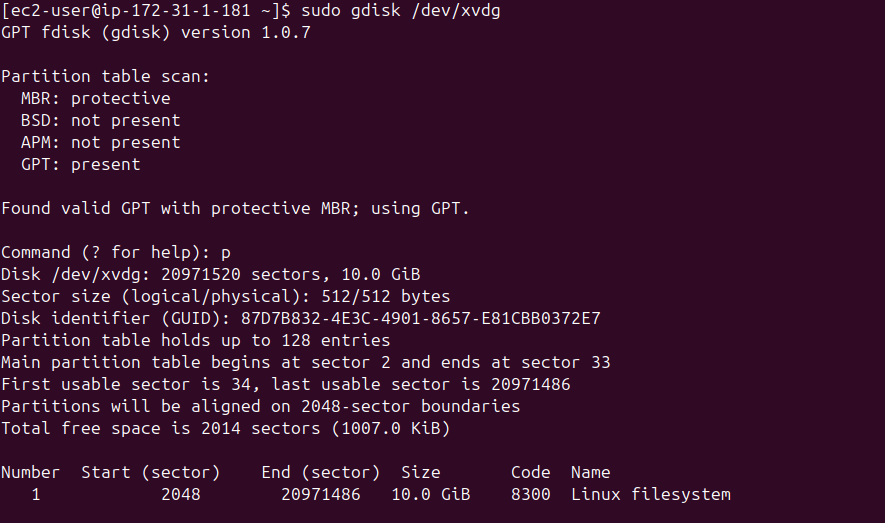 [ec2-user@ip-172-31-1-181 ~]$ sudo gdisk /dev/xvdg
GPT fdisk (gdisk) version 1.0.7
Partition table scan:
  MBR: protective
  BSD: not present
  APM: not present
  GPT: present
Found valid GPT with protective MBR; using GPT.
Command (? for help): p
Disk /dev/xvdg: 20971520 sectors, 10.0 GiB
Sector size (logical/physical): 512/512 bytes
Disk identifier (GUID): 87D7B832-4E3C-4901-8657-E81CBB0372E7
Partition table holds up to 128 entries
Main partition table begins at sector 2 and ends at sector 33
First usable sector is 34, last usable sector is 20971486
Partitions will be aligned on 2048-sector boundaries
Total free space is 2014 sectors (1007.0 KiB)
Number  Start (sector)    End (sector)  Size       Code  Name
   1            2048        20971486   10.0 GiB    8300  Linux filesystem